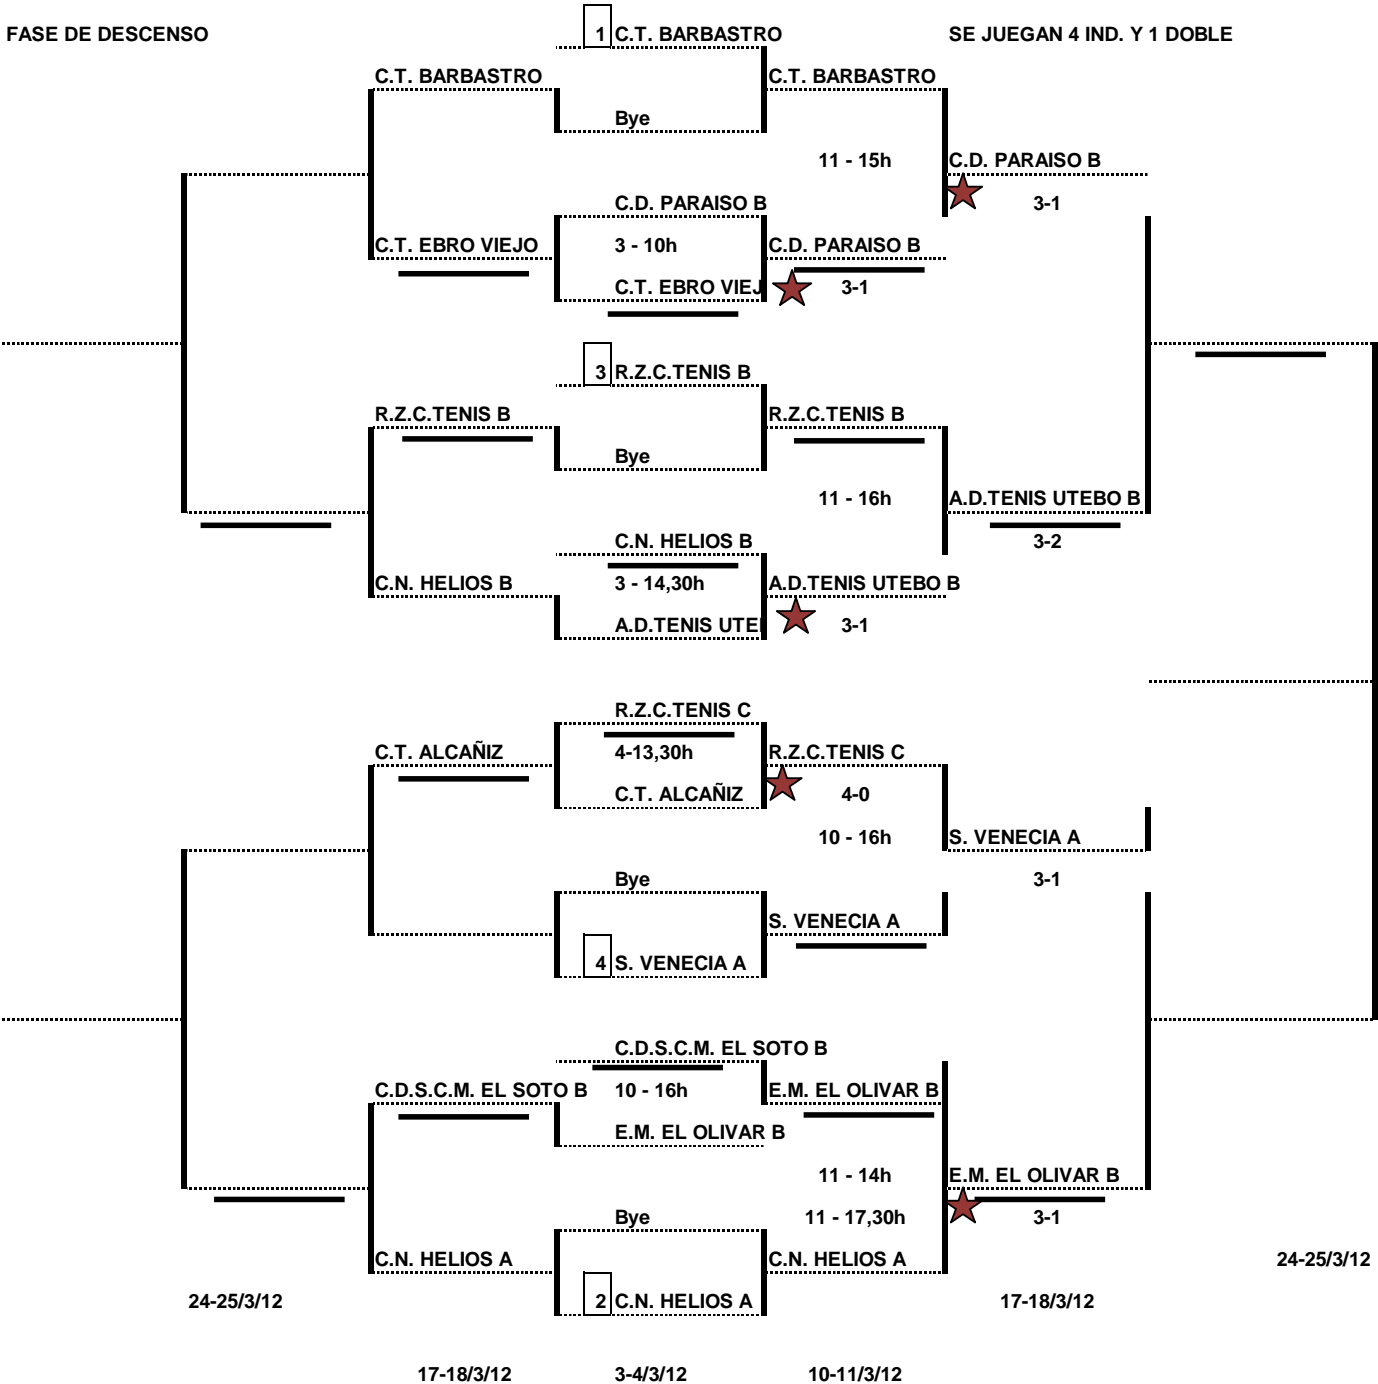 FASE DE DESCENSO
1 C.T. BARBASTRO
SE JUEGAN 4 IND. Y 1 DOBLE
C.T. BARBASTRO
C.T. BARBASTRO
Bye
11 - 15h
C.D. PARAISO B
C.D. PARAISO B
3-1
C.T. EBRO VIEJO
3 - 10h
C.D. PARAISO B
C.T. EBRO VIEJ
3-1
3 R.Z.C.TENIS B
R.Z.C.TENIS B
R.Z.C.TENIS B
Bye
11 - 16h
A.D.TENIS UTEBO B
C.N. HELIOS B
3-2
C.N. HELIOS B
3 - 14,30h
A.D.TENIS UTEBO B
A.D.TENIS UTE
3-1
R.Z.C.TENIS C
C.T. ALCAÑIZ
4-13,30h
R.Z.C.TENIS C
C.T. ALCAÑIZ
4-0
10 - 16h
S. VENECIA A
Bye
3-1
S. VENECIA A
4 S. VENECIA A
C.D.S.C.M. EL SOTO B
C.D.S.C.M. EL SOTO B
10 - 16h
E.M. EL OLIVAR B
E.M. EL OLIVAR B
11 - 14h
E.M. EL OLIVAR B
Bye
11 - 17,30h
3-1
C.N. HELIOS A
C.N. HELIOS A
24-25/3/12
24-25/3/12
2 C.N. HELIOS A
17-18/3/12
17-18/3/12
3-4/3/12
10-11/3/12